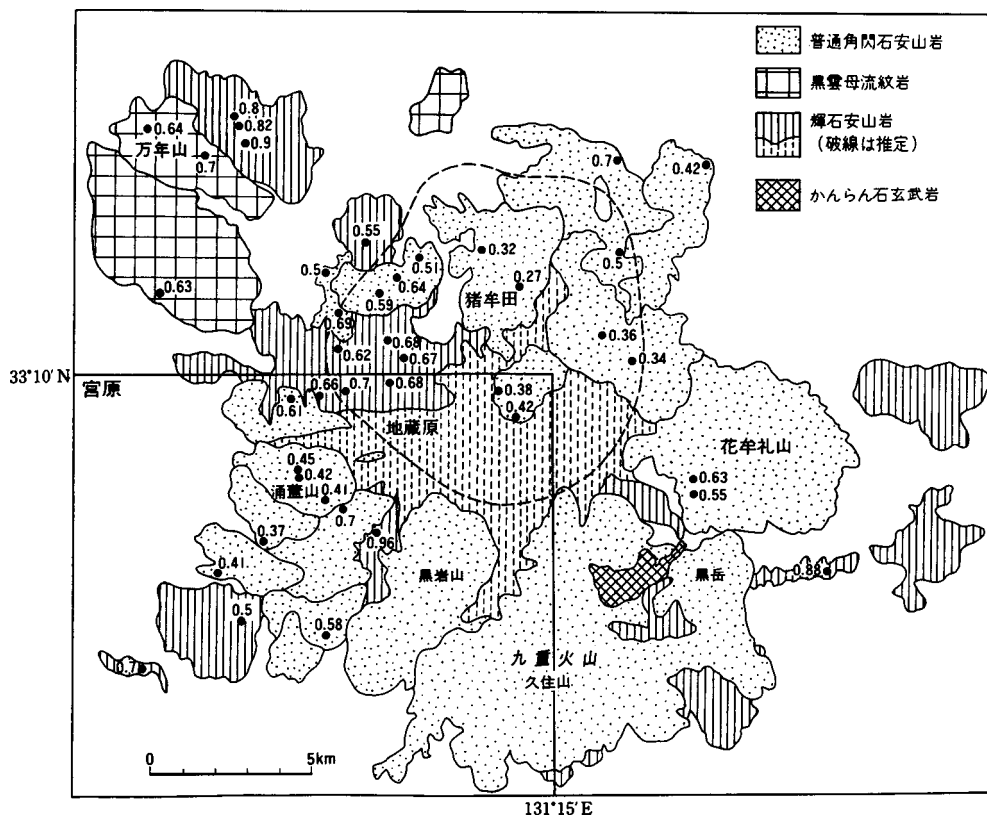 普通角閃石安山岩
黒雲母流紋岩
輝石安山岩
(破線は推定)
かんらん石玄武岩
0.8
0.82
0.64
0.9
万年山
0.7
0.7
0.42
0.55
0.32
0.5
0.51
0.5
0.64
0.27
0.63
0.59
猪牟田
0.69
0.36
0.68
0.62
0.67
0.34
33°10′N
宮原
0.66
0.7
0.68
0.38
0.61
0.42
地蔵原
花牟礼山
0.45
0.42
0.63
涌蓋山
0.41
0.55
0.7
0.37
0.96
0.41
黒岩山
黒岳
0.88
0.5
0.58
九重火山
久住山
0
5km
131°15′E